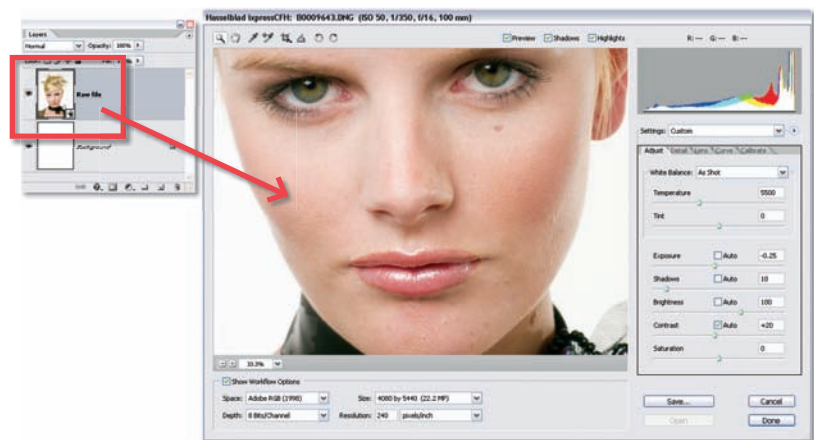 Hasselblad ixpressCFH: B0009643.DNG (ISO 50, 1/350, f/16, 100 mm)
Layers
Normal
Opacity: 100%
Raw file
Background
Preview
Shadows
Highlights
R: --- G: --- B: ---
Settings: Custom
Adjust Detail Lens Curve Calibrate
White Balance: As Shot
Temperature 5500
Tint 0
Exposure Auto -0.25
Shadows Auto 10
Brightness Auto 100
Contrast Auto +20
Saturation 0
33.3%
Show Workflow Options
Space: Adobe RGB (1998)
Size: 4080 by 5440 (22.2 MP)
Depth: 8 Bits/Channel
Resolution: 240 pixels/inch
Save...
Cancel
Open
Done